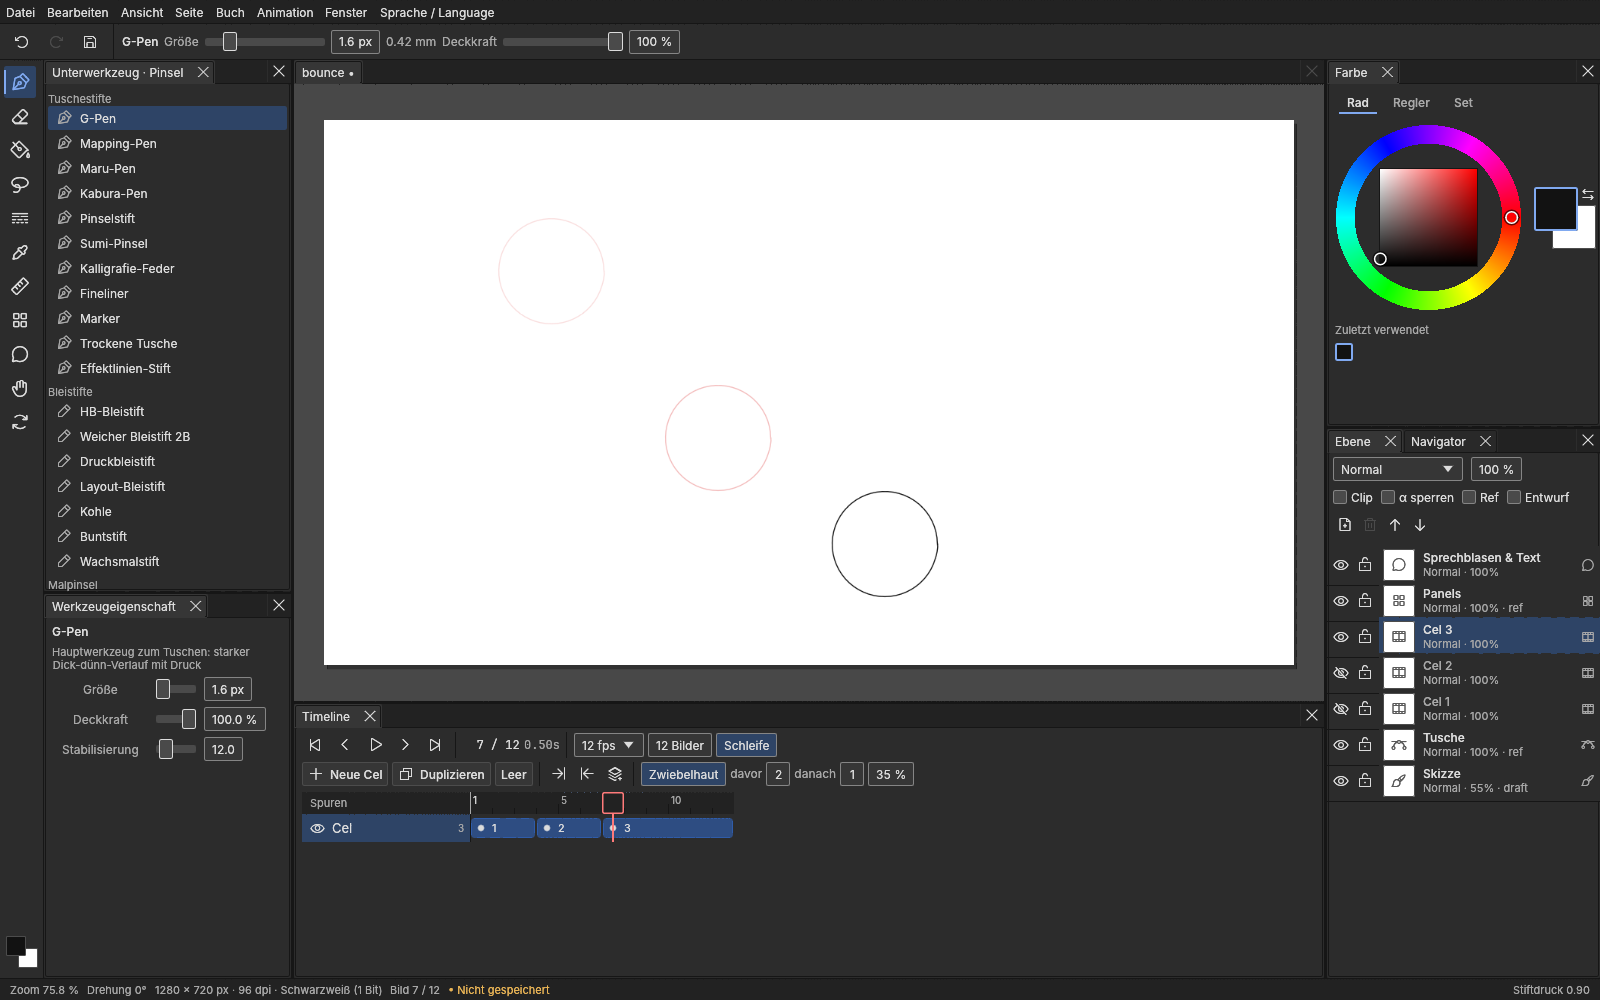 Datei Bearbeiten Ansicht Seite Buch Animation Fenster Sprache / Language
G-Pen Größe 1.6 px 0.42 mm Deckkraft 100 %
Unterwerkzeug · Pinsel
Tuschestifte
G-Pen
Mapping-Pen
Maru-Pen
Kabura-Pen
Pinselstift
Sumi-Pinsel
Kalligrafie-Feder
Fineliner
Marker
Trockene Tusche
Effektlinien-Stift
Bleistifte
HB-Bleistift
Weicher Bleistift 2B
Druckbleistift
Layout-Bleistift
Kohle
Buntstift
Wachsmalstift
Malpinsel
Werkzeugeigenschaft
G-Pen
Hauptwerkzeug zum Tuschen: starker
Dick-dünn-Verlauf mit Druck
Größe 1.6 px
Deckkraft 100.0 %
Stabilisierung 12.0
bounce •
Timeline
7 / 12 0.50s 12 fps 12 Bilder Schleife
Neue Cel Duplizieren Leer Zwiebelhaut davor 2 danach 1 35 %
Spuren 1 5 10
Cel 3 1 2 3
Farbe
Rad Regler Set
Zuletzt verwendet
Ebene Navigator
Normal 100 %
Clip α sperren Ref Entwurf
Sprechblasen & Text
Normal · 100%
Panels
Normal · 100% · ref
Cel 3
Normal · 100%
Cel 2
Normal · 100%
Cel 1
Normal · 100%
Tusche
Normal · 100% · ref
Skizze
Normal · 55% · draft
Zoom 75.8 % Drehung 0° 1280 × 720 px · 96 dpi · Schwarzweiß (1 Bit) Bild 7 / 12 • Nicht gespeichert Stiftdruck 0.90